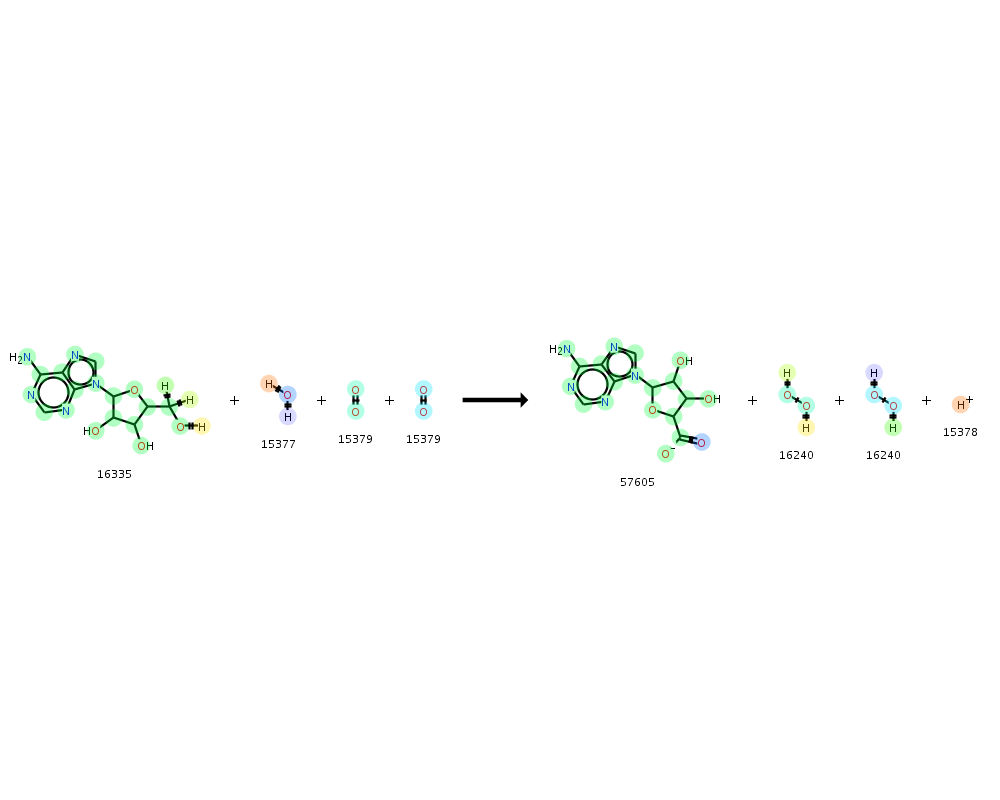 H₂N N N N N O HO OH H H O H
+
H O H
+
O O
+
O O
H₂N N N N N OH OH O O⁻ O
+
H O O H
+
H O O H
+
H⁺
16335
15377
15379
15379
57605
16240
16240
15378